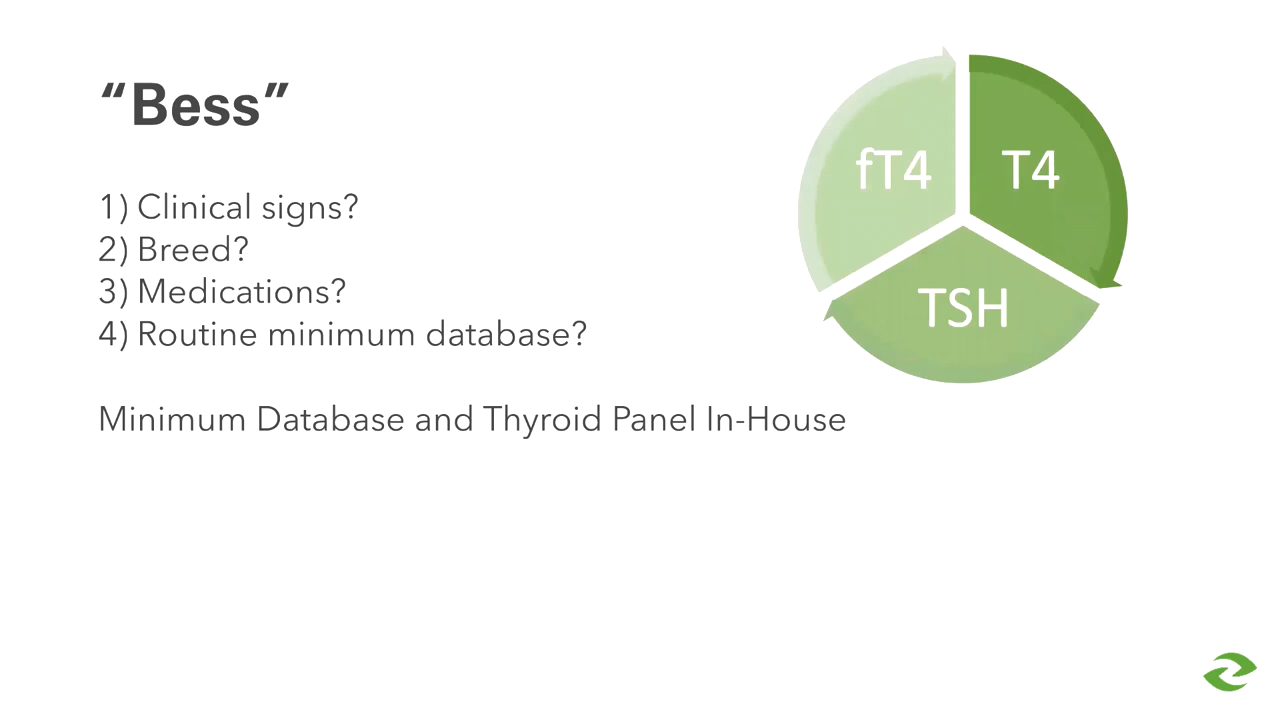 “Bess”
1) Clinical signs?
2) Breed?
3) Medications?
4) Routine minimum database?
Minimum Database and Thyroid Panel In-House
fT4
T4
TSH